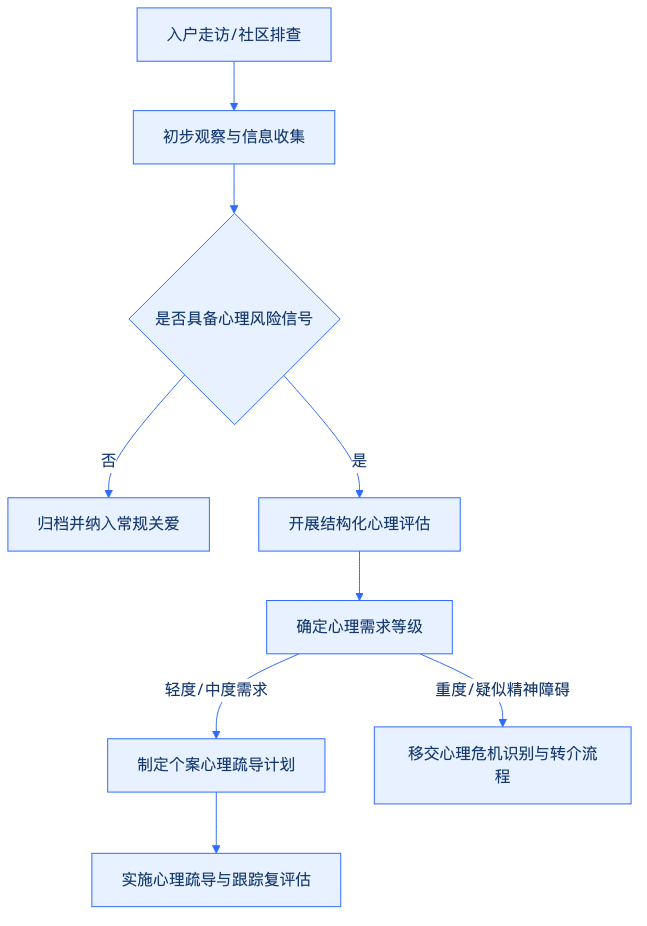 入户走访/社区排查
初步观察与信息收集
是否具备心理风险信号
否
是
归档并纳入常规关爱
开展结构化心理评估
确定心理需求等级
轻度/中度需求
重度/疑似精神障碍
制定个案心理疏导计划
移交心理危机识别与转介流
程
实施心理疏导与跟踪复评估